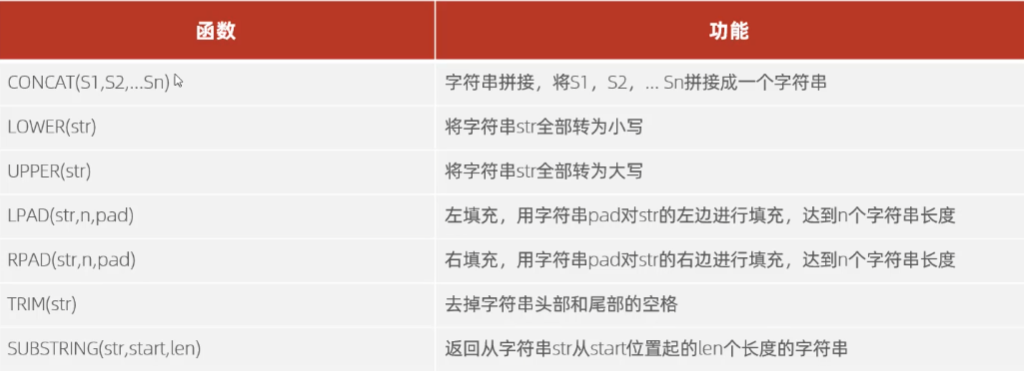 函数 功能
CONCAT(S1,S2,...Sn) 字符串拼接，将S1，S2，... Sn拼接成一个字符串
LOWER(str) 将字符串str全部转为小写
UPPER(str) 将字符串str全部转为大写
LPAD(str,n,pad) 左填充，用字符串pad对str的左边进行填充，达到n个字符串长度
RPAD(str,n,pad) 右填充，用字符串pad对str的右边进行填充，达到n个字符串长度
TRIM(str) 去掉字符串头部和尾部的空格
SUBSTRING(str,start,len) 返回从字符串str从start位置起的len个长度的字符串